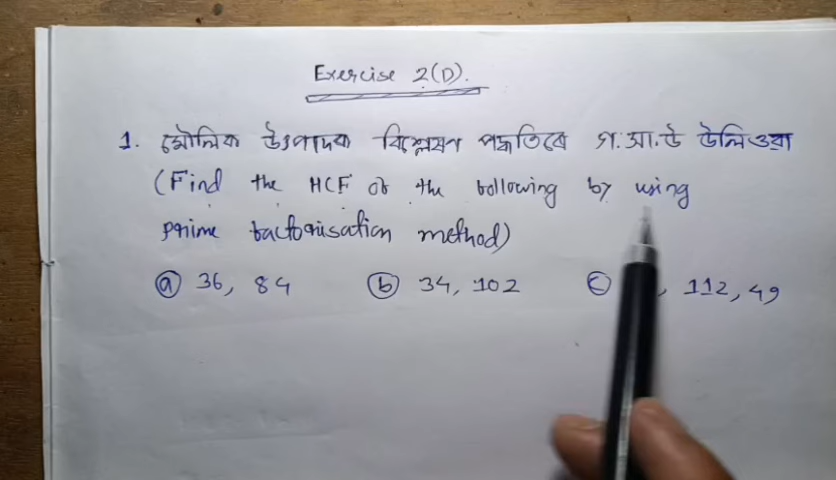 Exercise 2(D).
1. মৌলিক উৎপাদক বিশ্লেষণ পদ্ধতিৰে গ.সা.উ উলিওৱা
(Find the HCF of the following by using
prime factorisation method)
(a) 36, 84 (b) 34, 102 (c) , 112, 49